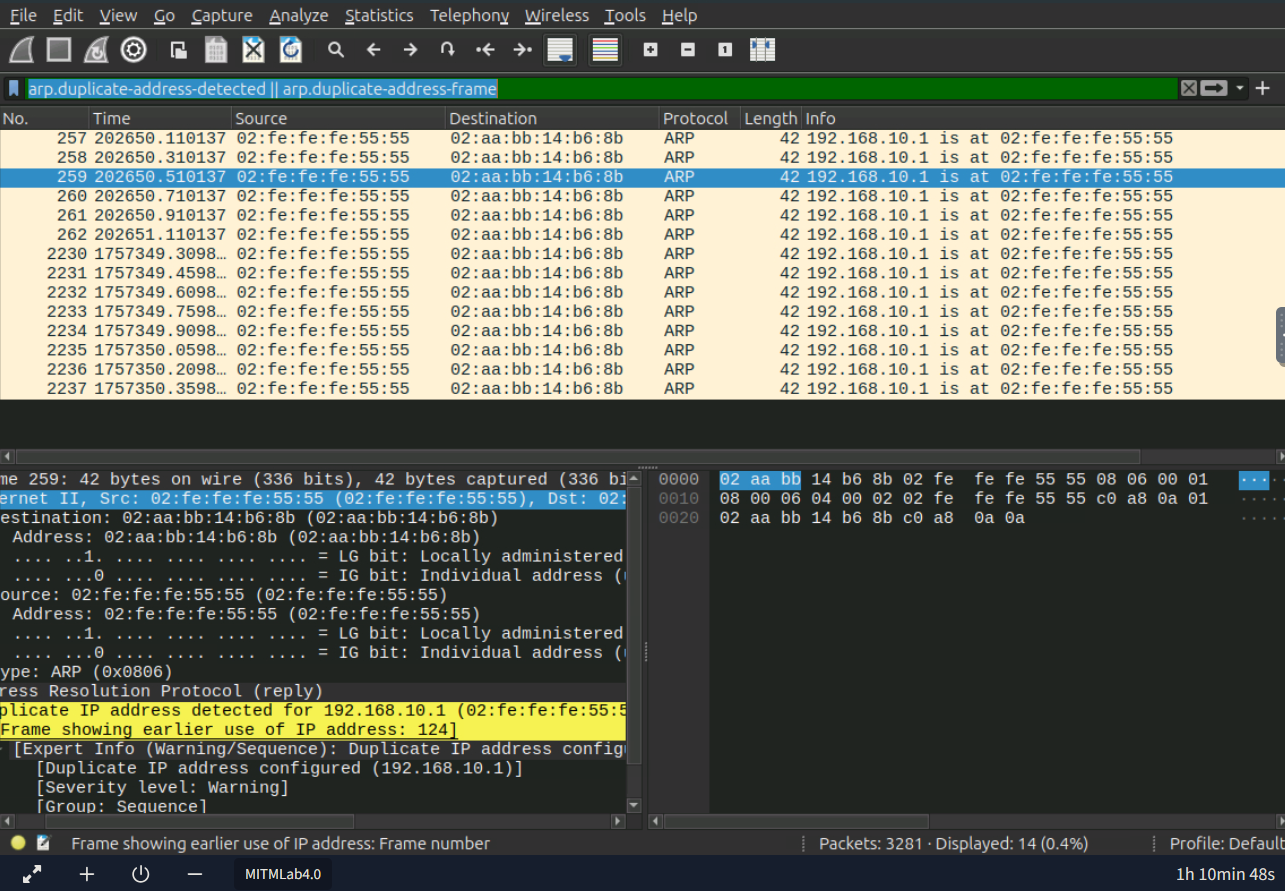 File Edit View Go Capture Analyze Statistics Telephony Wireless Tools Help
arp.duplicate-address-detected || arp.duplicate-address-frame
No. Time Source Destination Protocol Length Info
257 202650.110137 02:fe:fe:fe:55:55 02:aa:bb:14:b6:8b ARP 42 192.168.10.1 is at 02:fe:fe:fe:55:55
258 202650.310137 02:fe:fe:fe:55:55 02:aa:bb:14:b6:8b ARP 42 192.168.10.1 is at 02:fe:fe:fe:55:55
259 202650.510137 02:fe:fe:fe:55:55 02:aa:bb:14:b6:8b ARP 42 192.168.10.1 is at 02:fe:fe:fe:55:55
260 202650.710137 02:fe:fe:fe:55:55 02:aa:bb:14:b6:8b ARP 42 192.168.10.1 is at 02:fe:fe:fe:55:55
261 202650.910137 02:fe:fe:fe:55:55 02:aa:bb:14:b6:8b ARP 42 192.168.10.1 is at 02:fe:fe:fe:55:55
262 202651.110137 02:fe:fe:fe:55:55 02:aa:bb:14:b6:8b ARP 42 192.168.10.1 is at 02:fe:fe:fe:55:55
2230 1757349.3098… 02:fe:fe:fe:55:55 02:aa:bb:14:b6:8b ARP 42 192.168.10.1 is at 02:fe:fe:fe:55:55
2231 1757349.4598… 02:fe:fe:fe:55:55 02:aa:bb:14:b6:8b ARP 42 192.168.10.1 is at 02:fe:fe:fe:55:55
2232 1757349.6098… 02:fe:fe:fe:55:55 02:aa:bb:14:b6:8b ARP 42 192.168.10.1 is at 02:fe:fe:fe:55:55
2233 1757349.7598… 02:fe:fe:fe:55:55 02:aa:bb:14:b6:8b ARP 42 192.168.10.1 is at 02:fe:fe:fe:55:55
2234 1757349.9098… 02:fe:fe:fe:55:55 02:aa:bb:14:b6:8b ARP 42 192.168.10.1 is at 02:fe:fe:fe:55:55
2235 1757350.0598… 02:fe:fe:fe:55:55 02:aa:bb:14:b6:8b ARP 42 192.168.10.1 is at 02:fe:fe:fe:55:55
2236 1757350.2098… 02:fe:fe:fe:55:55 02:aa:bb:14:b6:8b ARP 42 192.168.10.1 is at 02:fe:fe:fe:55:55
2237 1757350.3598… 02:fe:fe:fe:55:55 02:aa:bb:14:b6:8b ARP 42 192.168.10.1 is at 02:fe:fe:fe:55:55
me 259: 42 bytes on wire (336 bits), 42 bytes captured (336 bi
ernet II, Src: 02:fe:fe:fe:55:55 (02:fe:fe:fe:55:55), Dst: 02:
estination: 02:aa:bb:14:b6:8b (02:aa:bb:14:b6:8b)
Address: 02:aa:bb:14:b6:8b (02:aa:bb:14:b6:8b)
.... ..1. .... .... .... .... = LG bit: Locally administered
.... ...0 .... .... .... .... = IG bit: Individual address (
ource: 02:fe:fe:fe:55:55 (02:fe:fe:fe:55:55)
Address: 02:fe:fe:fe:55:55 (02:fe:fe:fe:55:55)
.... ..1. .... .... .... .... = LG bit: Locally administered
.... ...0 .... .... .... .... = IG bit: Individual address (
ype: ARP (0x0806)
ress Resolution Protocol (reply)
plicate IP address detected for 192.168.10.1 (02:fe:fe:fe:55:5
Frame showing earlier use of IP address: 124]
[Expert Info (Warning/Sequence): Duplicate IP address config
[Duplicate IP address configured (192.168.10.1)]
[Severity level: Warning]
[Group: Sequence]
0000 02 aa bb 14 b6 8b 02 fe fe fe 55 55 08 06 00 01 ···
0010 08 00 06 04 00 02 02 fe fe fe 55 55 c0 a8 0a 01 ····
0020 02 aa bb 14 b6 8b c0 a8 0a 0a ····
Frame showing earlier use of IP address: Frame number
Packets: 3281 · Displayed: 14 (0.4%)
Profile: Default
MITMLab4.0
1h 10min 48s